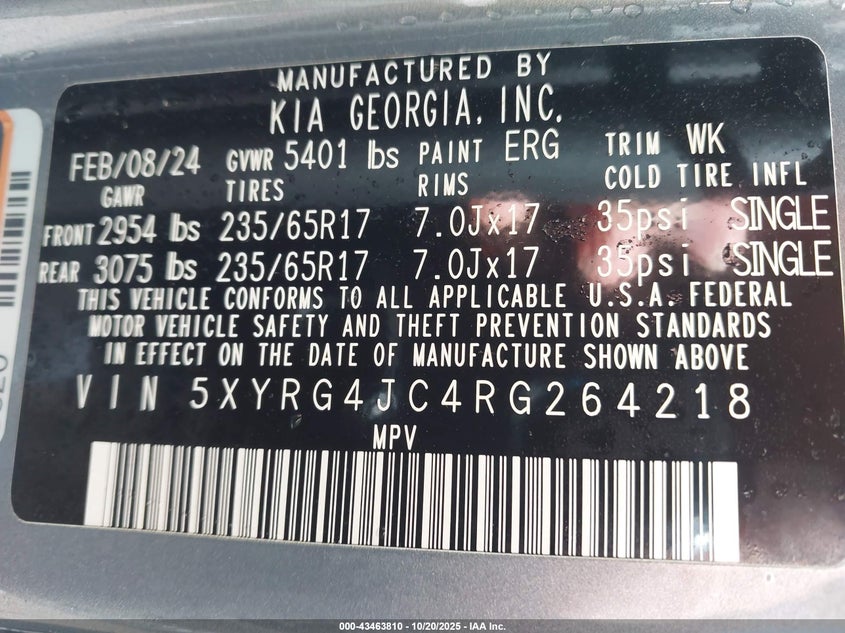 MANUFACTURED BY
KIA GEORGIA, INC.
FEB/08/24 GVWR 5401 lbs PAINT ERG TRIM WK
GAWR TIRES RIMS COLD TIRE INFL
FRONT 2954 lbs 235/65R17 7.0Jx17 35psi SINGLE
REAR 3075 lbs 235/65R17 7.0Jx17 35psi SINGLE
THIS VEHICLE CONFORMS TO ALL APPLICABLE U.S.A. FEDERAL
MOTOR VEHICLE SAFETY AND THEFT PREVENTION STANDARDS
IN EFFECT ON THE DATE OF MANUFACTURE SHOWN ABOVE
VIN 5XYRG4JC4RG264218
MPV
000-43463810 - 10/20/2025 - IAA Inc.